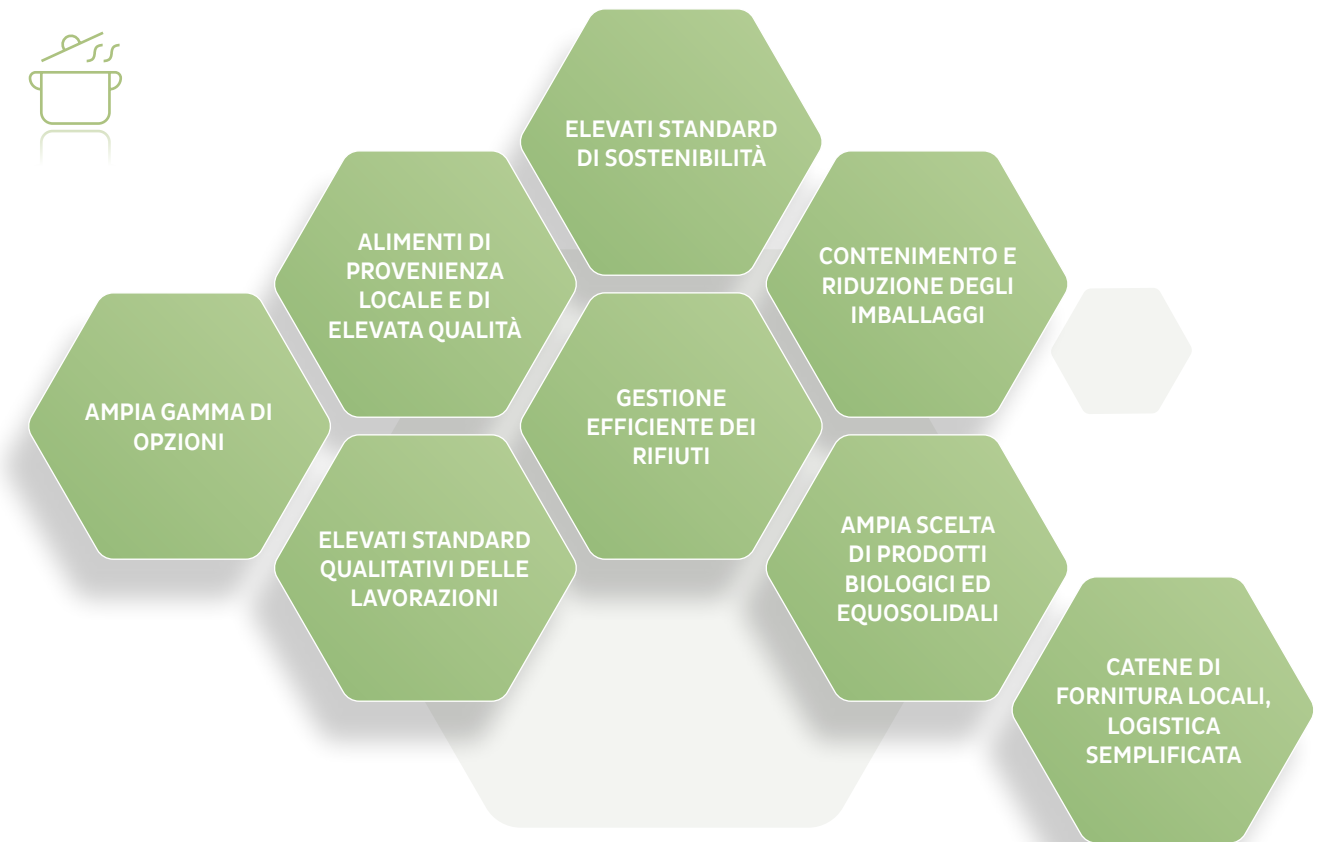 ELEVATI STANDARD
DI SOSTENIBILITÀ
ALIMENTI DI
PROVENIENZA
LOCALE E DI
ELEVATA QUALITÀ
CONTENIMENTO E
RIDUZIONE DEGLI
IMBALLAGGI
AMPIA GAMMA DI
OPZIONI
GESTIONE
EFFICIENTE DEI
RIFIUTI
ELEVATI STANDARD
QUALITATIVI DELLE
LAVORAZIONI
AMPIA SCELTA
DI PRODOTTI
BIOLOGICI ED
EQUOSOLIDALI
CATENE DI
FORNITURA LOCALI,
LOGISTICA
SEMPLIFICATA